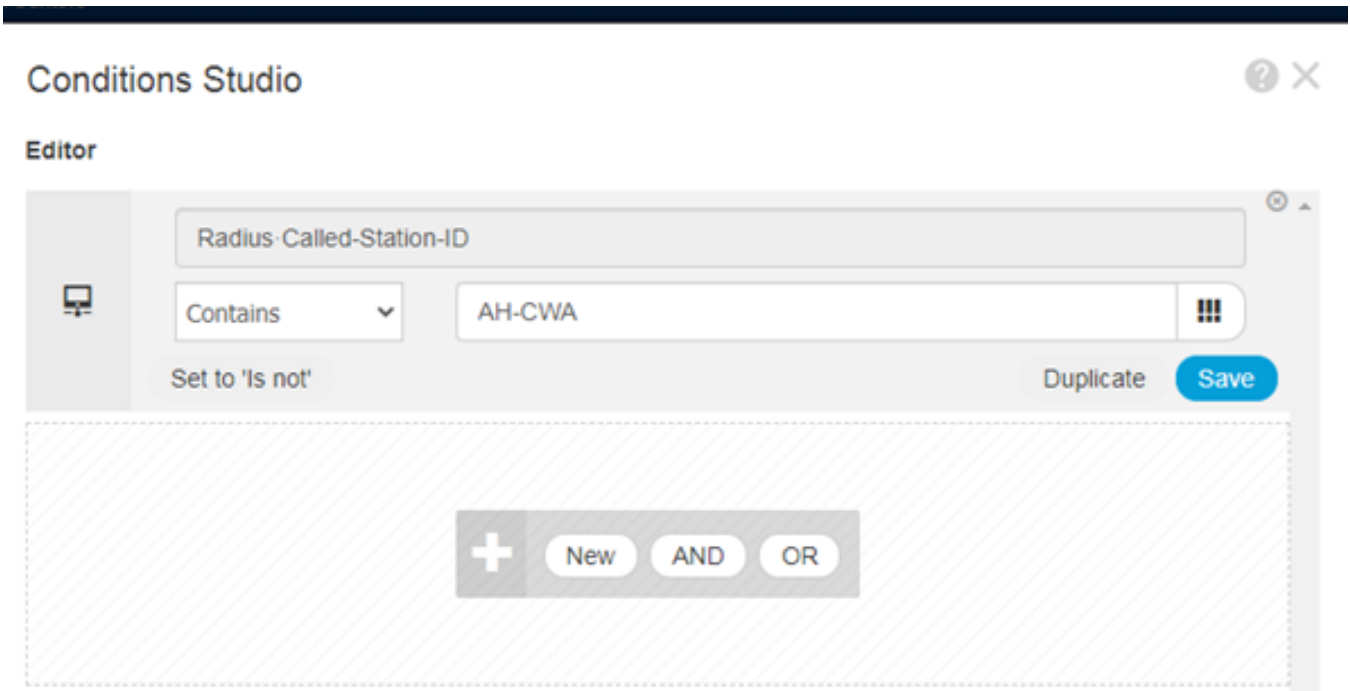 Conditions Studio
Editor
Radius·Called-Station-ID
Contains AH-CWA
Set to 'Is not' Duplicate Save
New AND OR